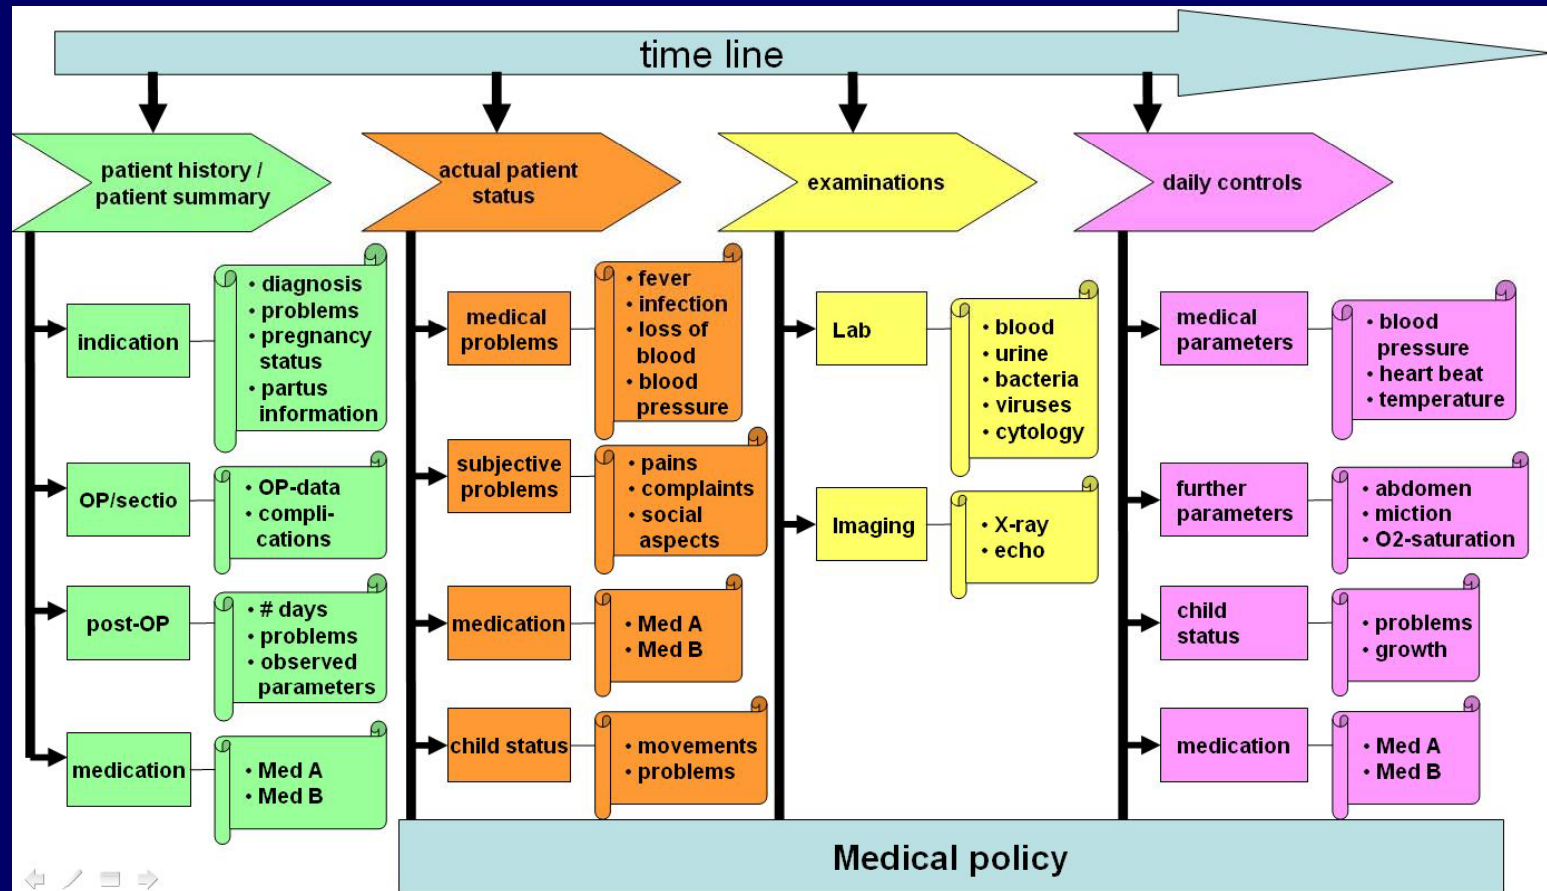 time line
patient history /
patient summary
indication
• diagnosis
• problems
• pregnancy
status
• partus
information
OP/sectio
• OP-data
• compli-
cations
post-OP
• # days
• problems
• observed
parameters
medication
• Med A
• Med B
actual patient
status
medical
problems
• fever
• infection
• loss of
blood
• blood
pressure
subjective
problems
• pains
• complaints
• social
aspects
medication
• Med A
• Med B
child status
• movements
• problems
examinations
Lab
• blood
• urine
• bacteria
• viruses
• cytology
Imaging
• X-ray
• echo
daily controls
medical
parameters
• blood
pressure
• heart beat
• temperature
further
parameters
• abdomen
• miction
• O2-saturation
child
status
• problems
• growth
medication
• Med A
• Med B
Medical policy